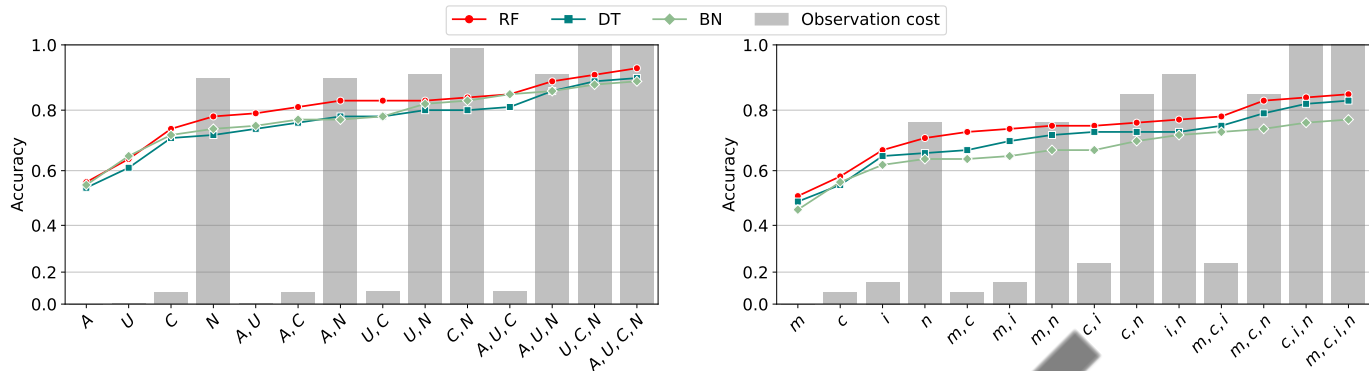 RF DT BN Observation cost
Accuracy
1.0
0.8
0.6
0.4
0.2
0.0
A U C N A, U A, C A, N U, C U, N C, N A, U, C A, U, N U, C, N A, U, C, N
Accuracy
1.0
0.8
0.6
0.4
0.2
0.0
m c i n m, c m, i m, n c, i c, n i, n m, c, i m, c, n c, i, n m, c, i, n